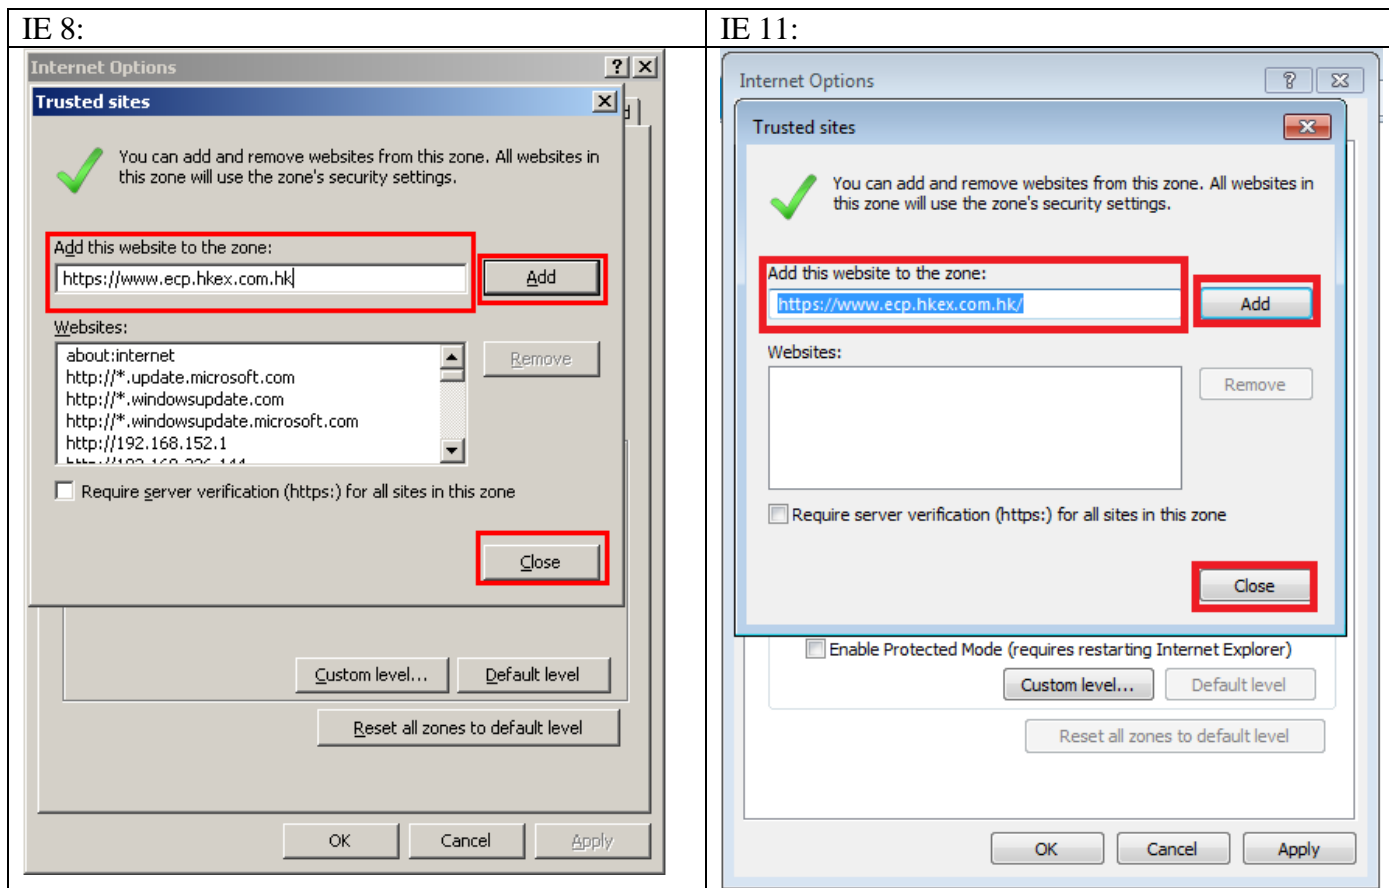 IE 8:
Internet Options
Trusted sites
You can add and remove websites from this zone. All websites in
this zone will use the zone's security settings.
Add this website to the zone:
https://www.ecp.hkex.com.hk
Add
Websites:
about:internet
http://*.update.microsoft.com
http://*.windowsupdate.com
http://*.windowsupdate.microsoft.com
http://192.168.152.1
Remove
Require server verification (https:) for all sites in this zone
Close
Custom level...
Default level
Reset all zones to default level
OK
Cancel
Apply
IE 11:
Internet Options
Trusted sites
You can add and remove websites from this zone. All websites in
this zone will use the zone's security settings.
Add this website to the zone:
https://www.ecp.hkex.com.hk/
Add
Websites:
Remove
Require server verification (https:) for all sites in this zone
Close
Enable Protected Mode (requires restarting Internet Explorer)
Custom level...
Default level
Reset all zones to default level
OK
Cancel
Apply